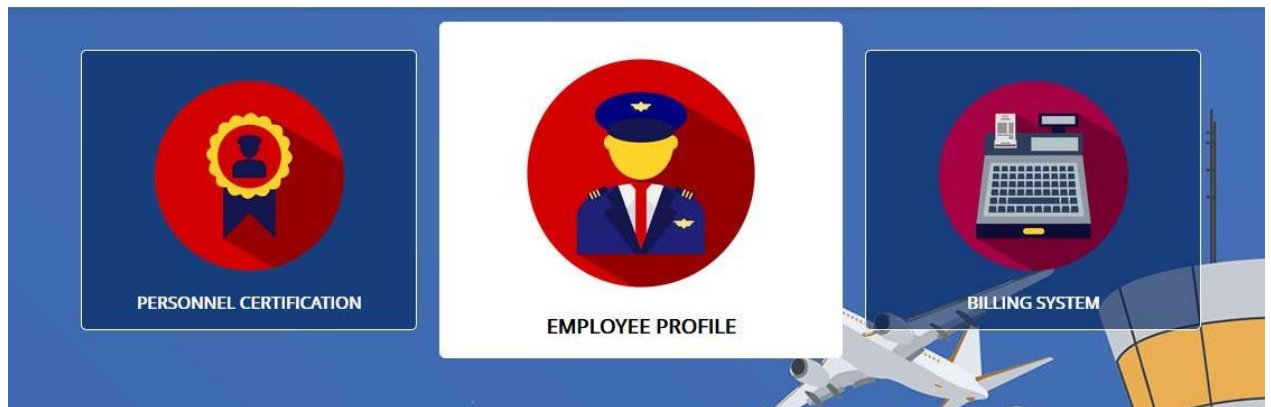 PERSONNEL CERTIFICATION
EMPLOYEE PROFILE
BILLING SYSTEM